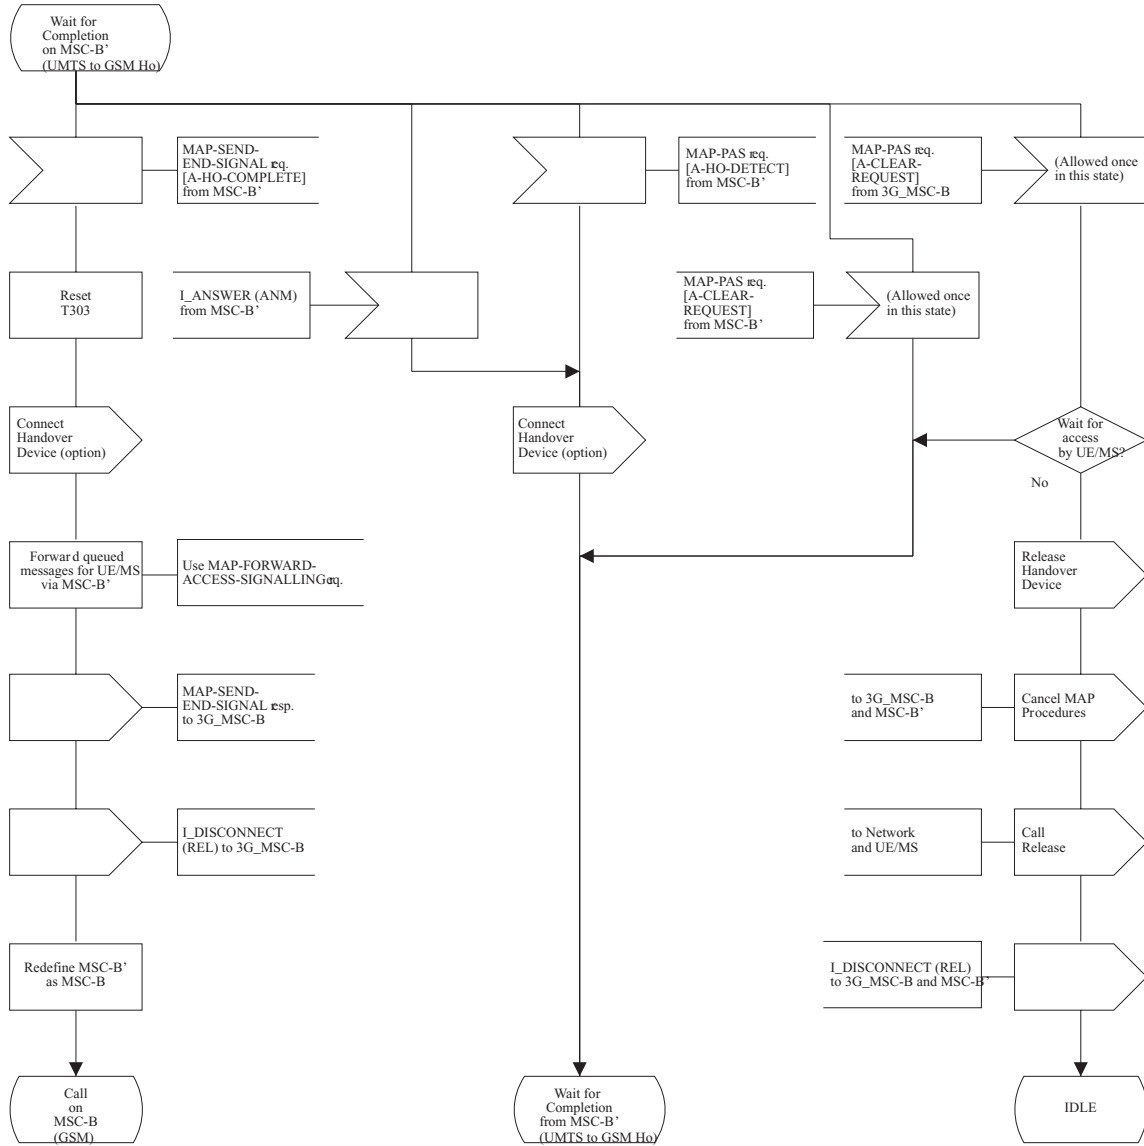 Wait for
Completion
on MSC-B’
(UMTS to GSM Ho)
MAP-SEND-
END-SIGNAL req.
[A-HO-COMPLETE]
from MSC-B’
MAP-PAS req.
[A-HO-DETECT]
from MSC-B’
MAP-PAS req.
[A-CLEAR-
REQUEST]
from 3G_MSC-B
(Allowed once
in this state)
Reset
T303
I_ANSWER (ANM)
from MSC-B’
MAP-PAS req.
[A-CLEAR-
REQUEST]
from MSC-B’
(Allowed once
in this state)
Connect
Handover
Device (option)
Connect
Handover
Device (option)
Wait for
access
by UE/MS?
No
Forward queued
messages for UE/MS
via MSC-B’
Use MAP-FORWARD-
ACCESS-SIGNALLING req.
Release
Handover
Device
MAP-SEND-
END-SIGNAL resp.
to 3G_MSC-B
to 3G_MSC-B
and MSC-B’
Cancel MAP
Procedures
I_DISCONNECT
(REL) to 3G_MSC-B
to Network
and UE/MS
Call
Release
Redefine MSC-B’
as MSC-B
I_DISCONNECT (REL)
to 3G_MSC-B and MSC-B’
Call
on
MSC-B
(GSM)
Wait for
Completion
from MSC-B’
(UMTS to GSM Ho)
IDLE